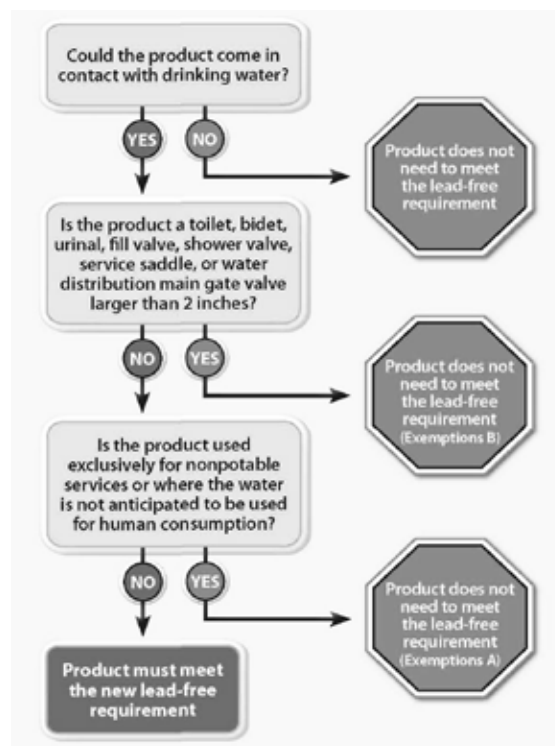 Could the product come in
contact with drinking water?
YES
NO
Product does not
need to meet
the lead-free
requirement
Is the product a toilet, bidet,
urinal, fill valve, shower valve,
service saddle, or water
distribution main gate valve
larger than 2 inches?
NO
YES
Product does not
need to meet
the lead-free
requirement
(Exemptions B)
Is the product used
exclusively for nonpotable
services or where the water
is not anticipated to be used
for human consumption?
NO
YES
Product does not
need to meet
the lead-free
requirement
(Exemptions A)
Product must meet
the new lead-free
requirement